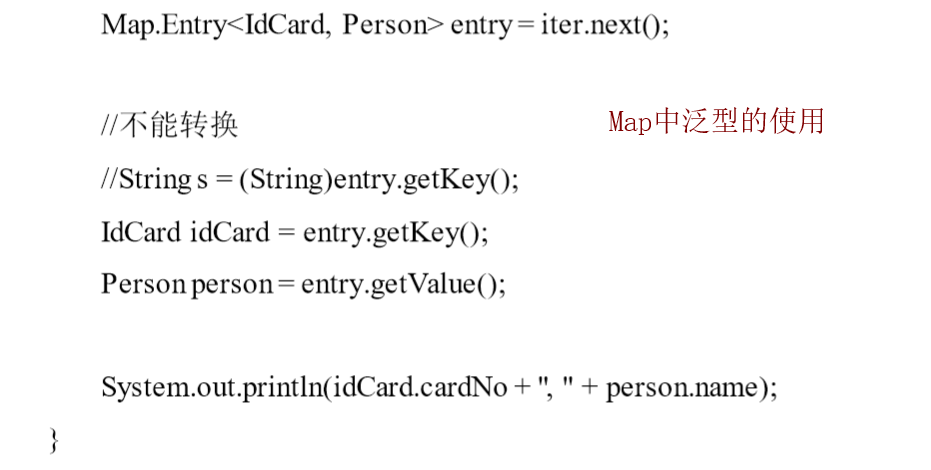 Map.Entry<IdCard, Person> entry = iter.next();
//不能转换
Map中泛型的使用
//String s = (String)entry.getKey();
IdCard idCard = entry.getKey();
Person person = entry.getValue();
System.out.println(idCard.cardNo + ", " + person.name);
}